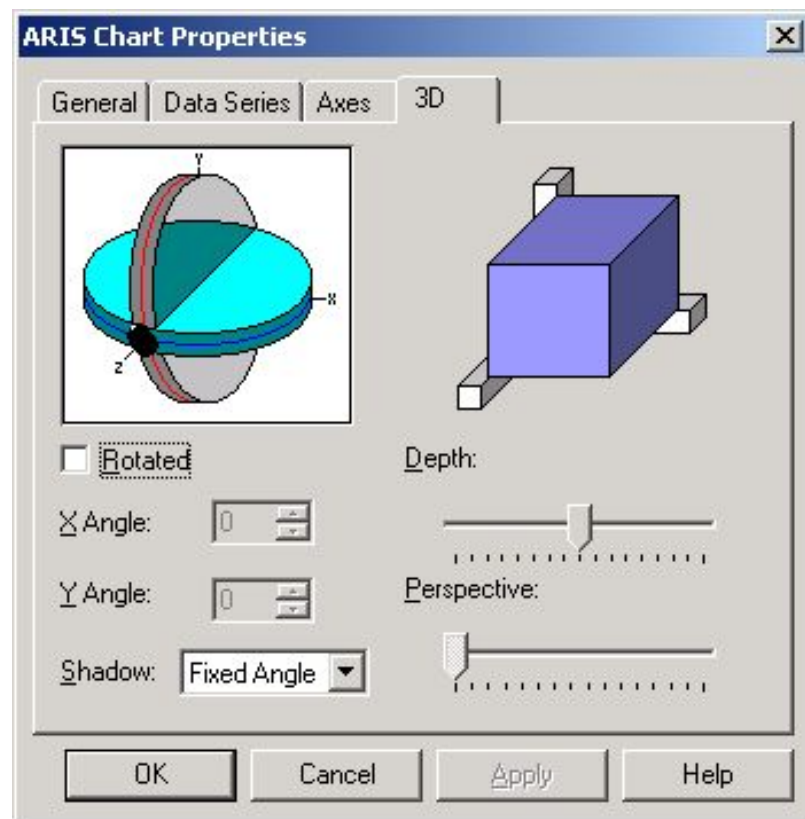 ARIS Chart Properties
General Data Series Axes 3D
Y
X
Z
Rotated Depth:
X Angle: 0
Y Angle: 0 Perspective:
Shadow: Fixed Angle
OK Cancel Apply Help